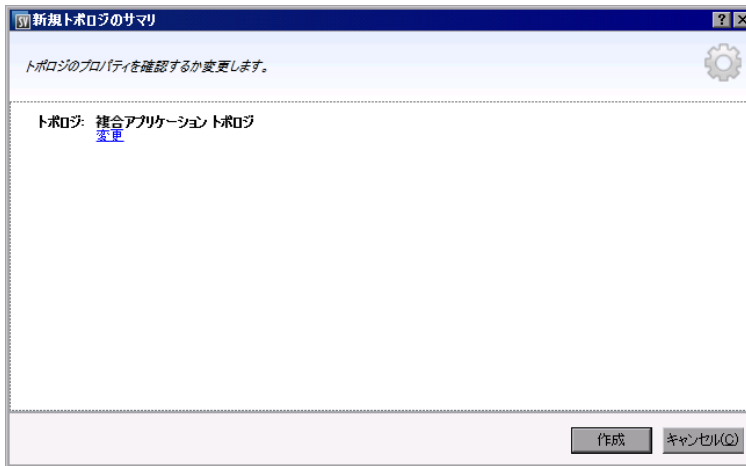 SV 新規トポロジのサマリ
トポロジのプロパティを確認するか変更します。
トポロジ: 複合アプリケーション トポロジ
変更
作成 キャンセル(C)